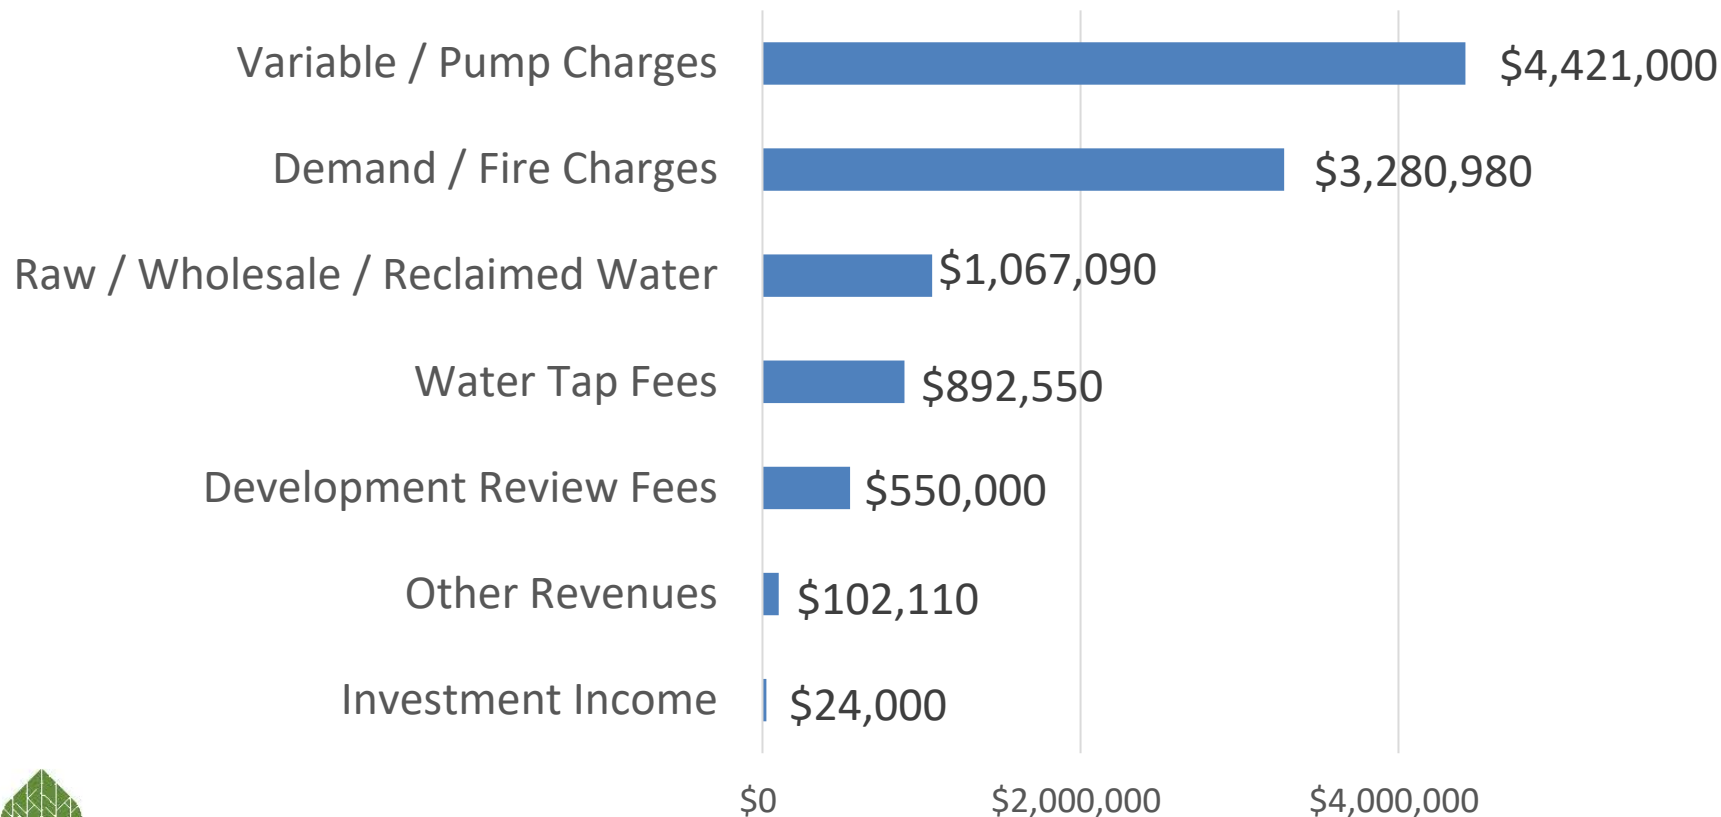 Variable / Pump Charges $4,421,000
Demand / Fire Charges $3,280,980
Raw / Wholesale / Reclaimed Water $1,067,090
Water Tap Fees $892,550
Development Review Fees $550,000
Other Revenues $102,110
Investment Income $24,000
$0 $2,000,000 $4,000,000